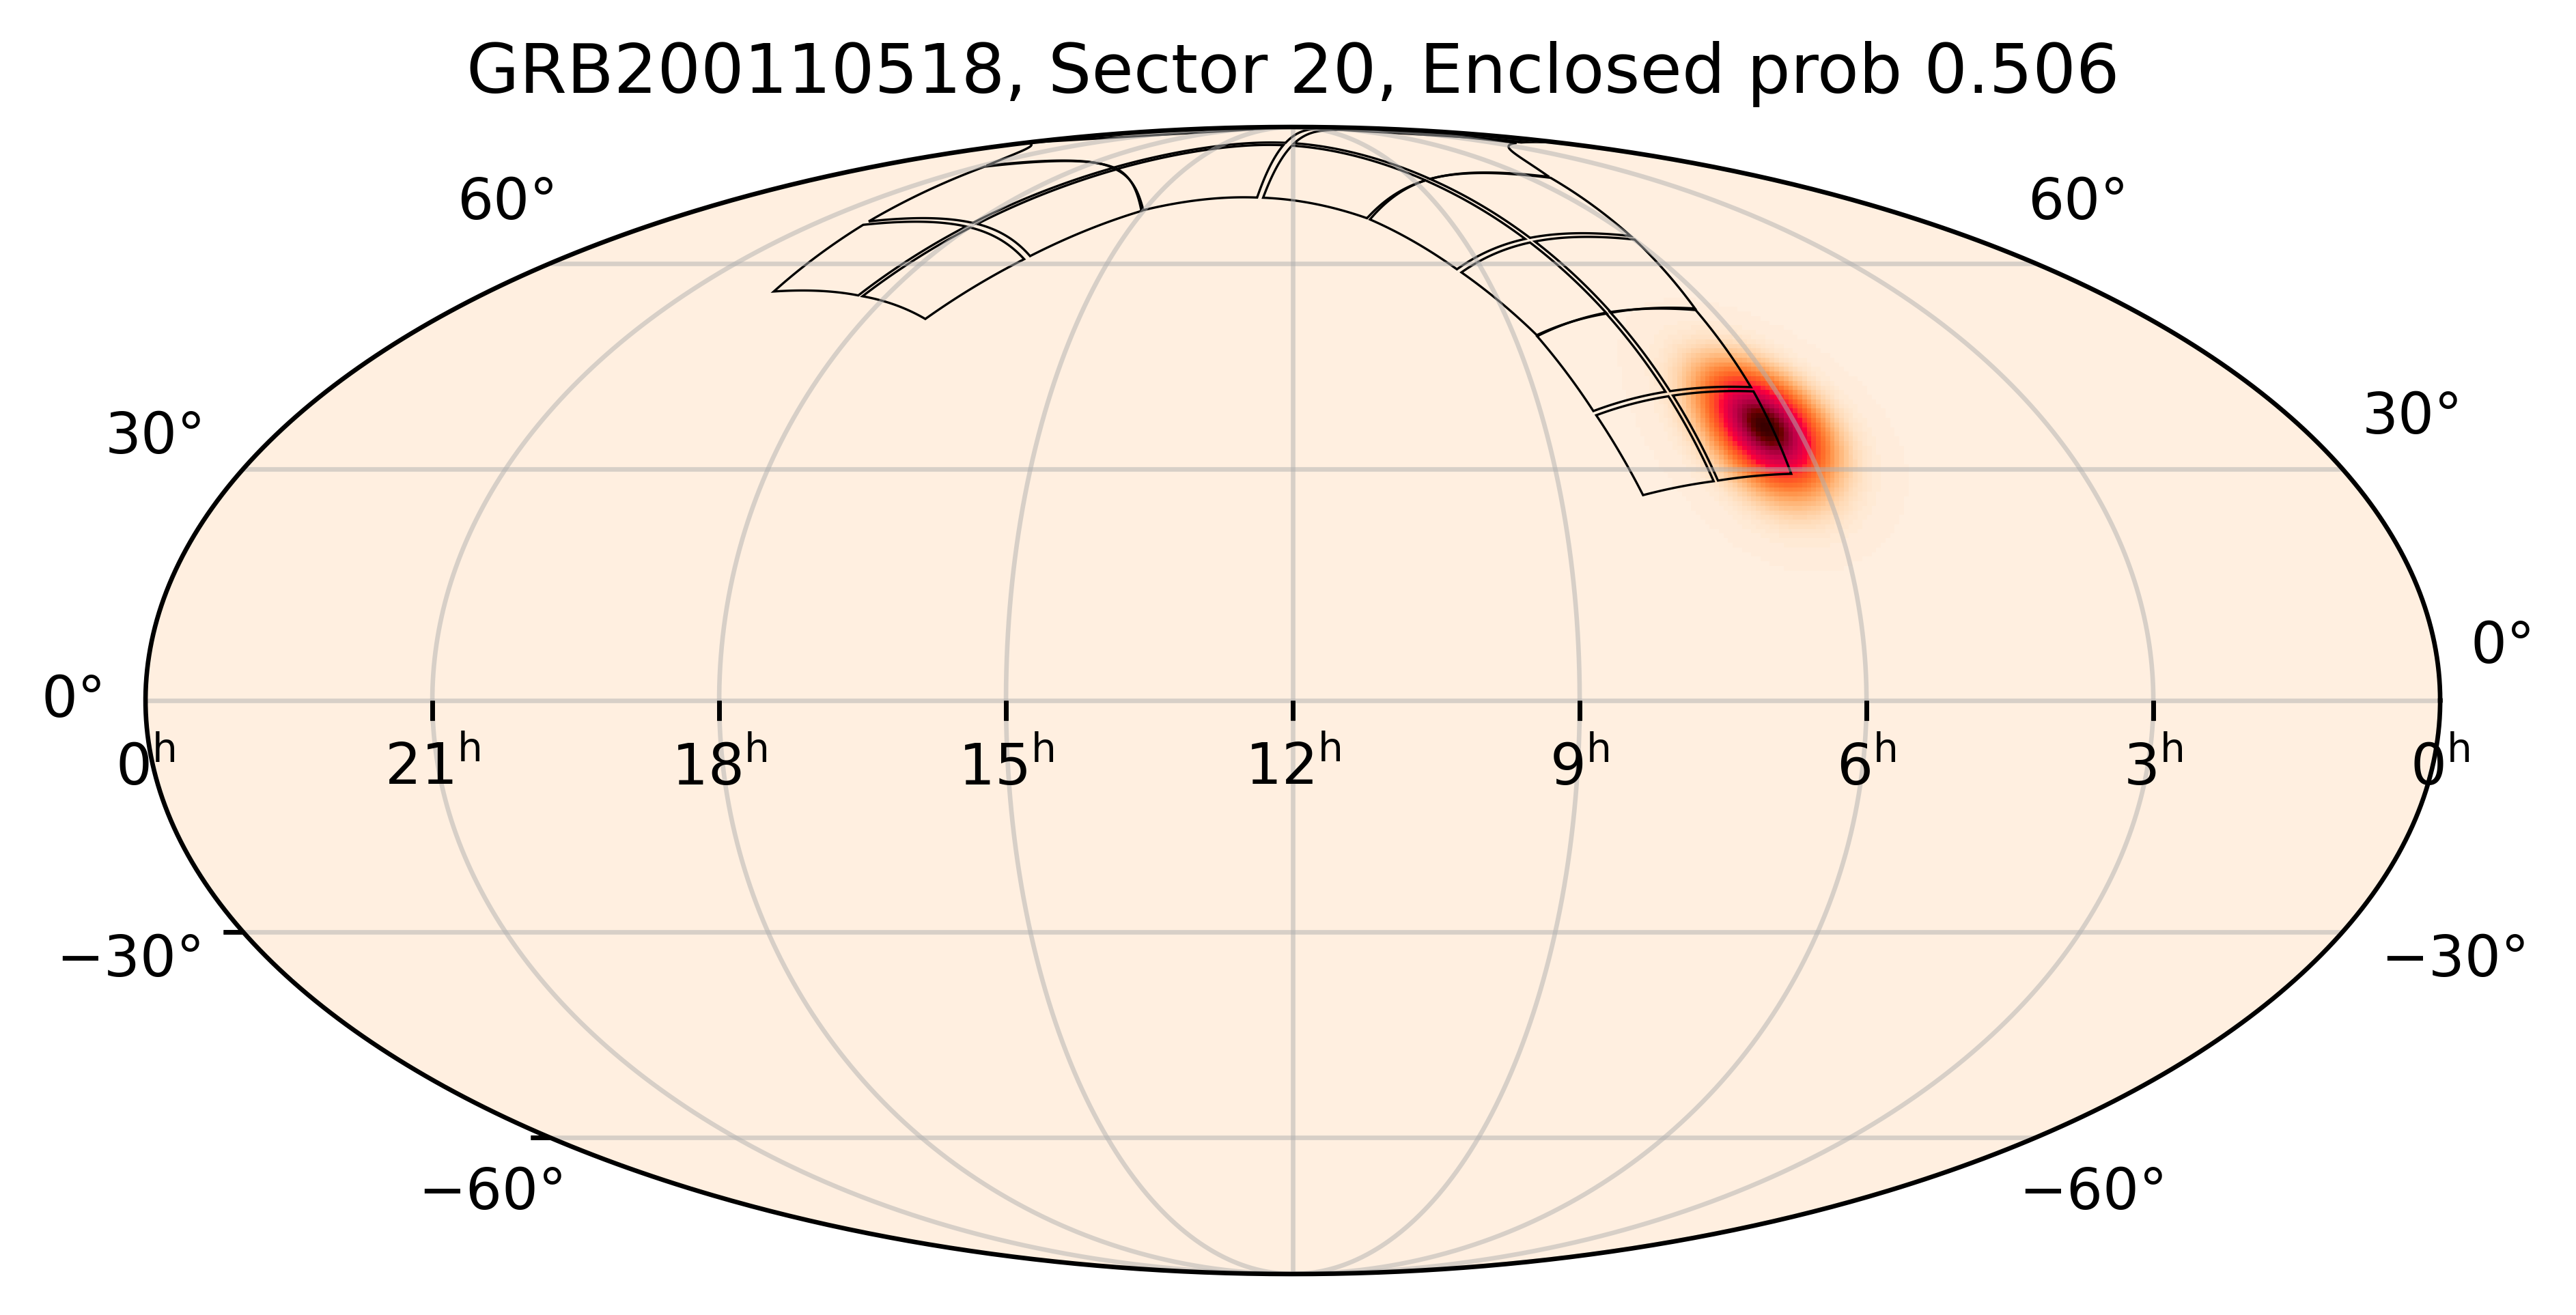 GRB200110518, Sector 20, Enclosed prob 0.506
60° 60°
30° 30°
0° 0°
0ʰ 21ʰ 18ʰ 15ʰ 12ʰ 9ʰ 6ʰ 3ʰ 0ʰ
−30° −30°
−60° −60°